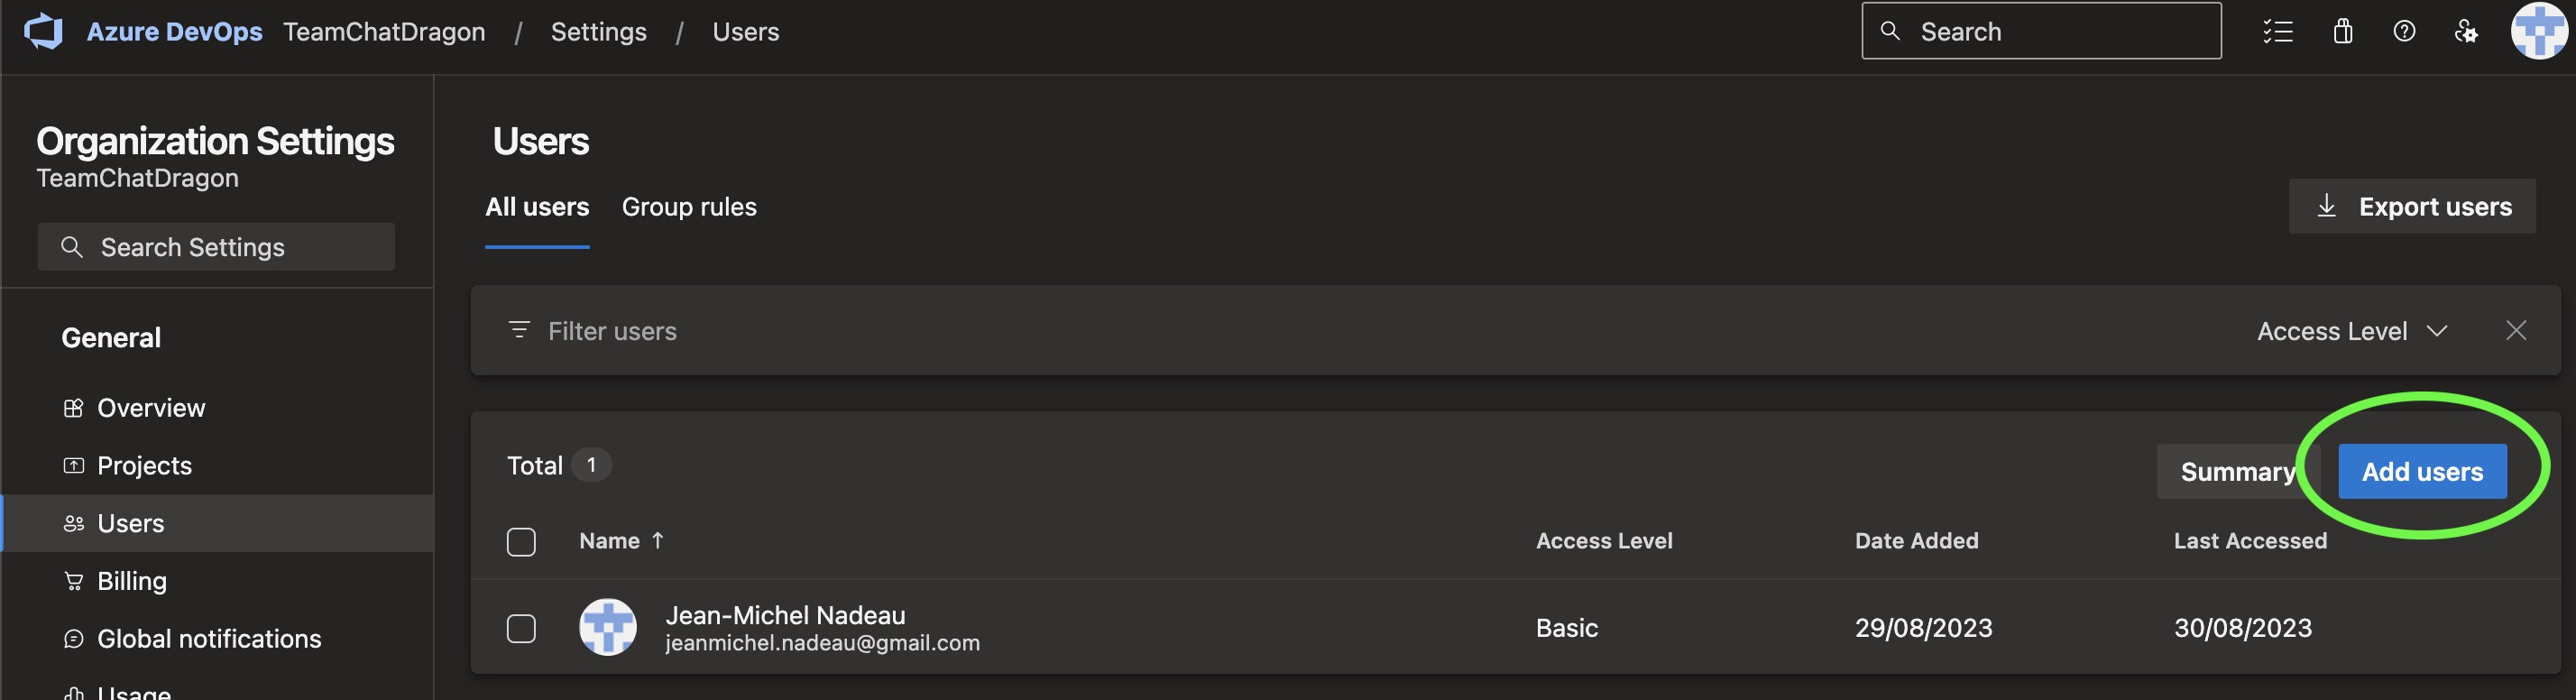 Azure DevOps TeamChatDragon / Settings / Users Search
Organization Settings
TeamChatDragon
Search Settings
General
Overview
Projects
Users
Billing
Global notifications
Usage
Users
All users Group rules Export users
Filter users Access Level
Total 1 Summary Add users
Name ↑ Access Level Date Added Last Accessed
Jean-Michel Nadeau Basic 29/08/2023 30/08/2023
jeanmichel.nadeau@gmail.com